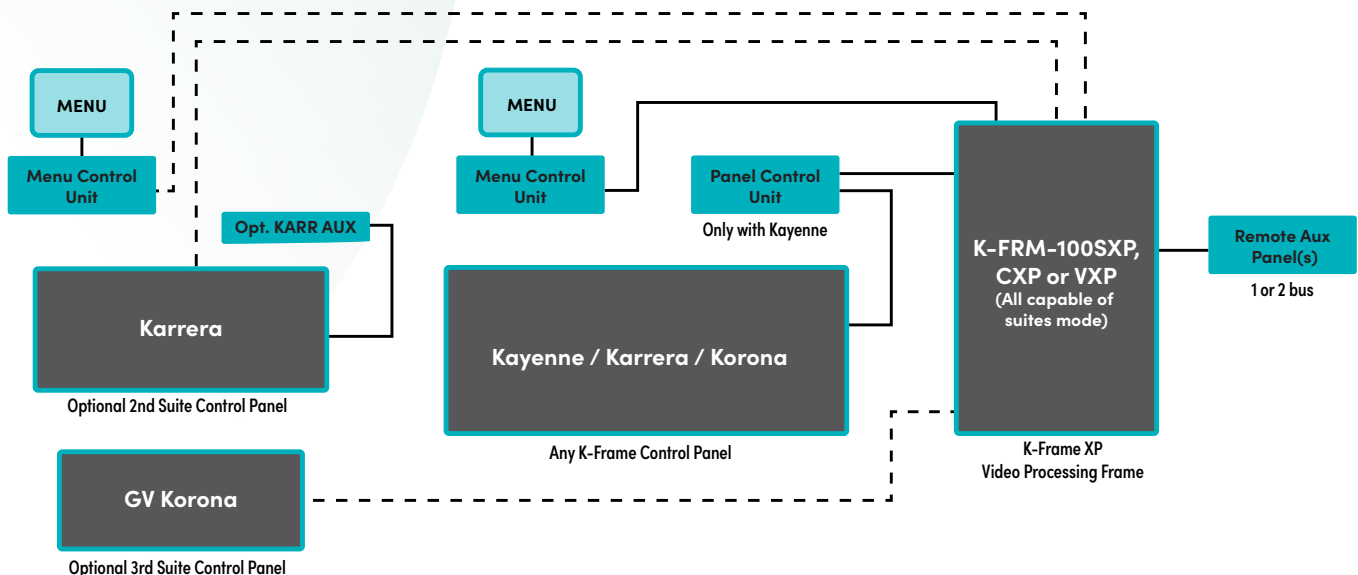 MENU
Menu Control
Unit
Opt. KARR AUX
Karrera
Optional 2nd Suite Control Panel
GV Korona
Optional 3rd Suite Control Panel
MENU
Menu Control
Unit
Panel Control
Unit
Only with Kayenne
Kayenne / Karrera / Korona
Any K-Frame Control Panel
K-FRM-100SXP,
CXP or VXP
(All capable of
suites mode)
K-Frame XP
Video Processing Frame
Remote Aux
Panel(s)
1 or 2 bus